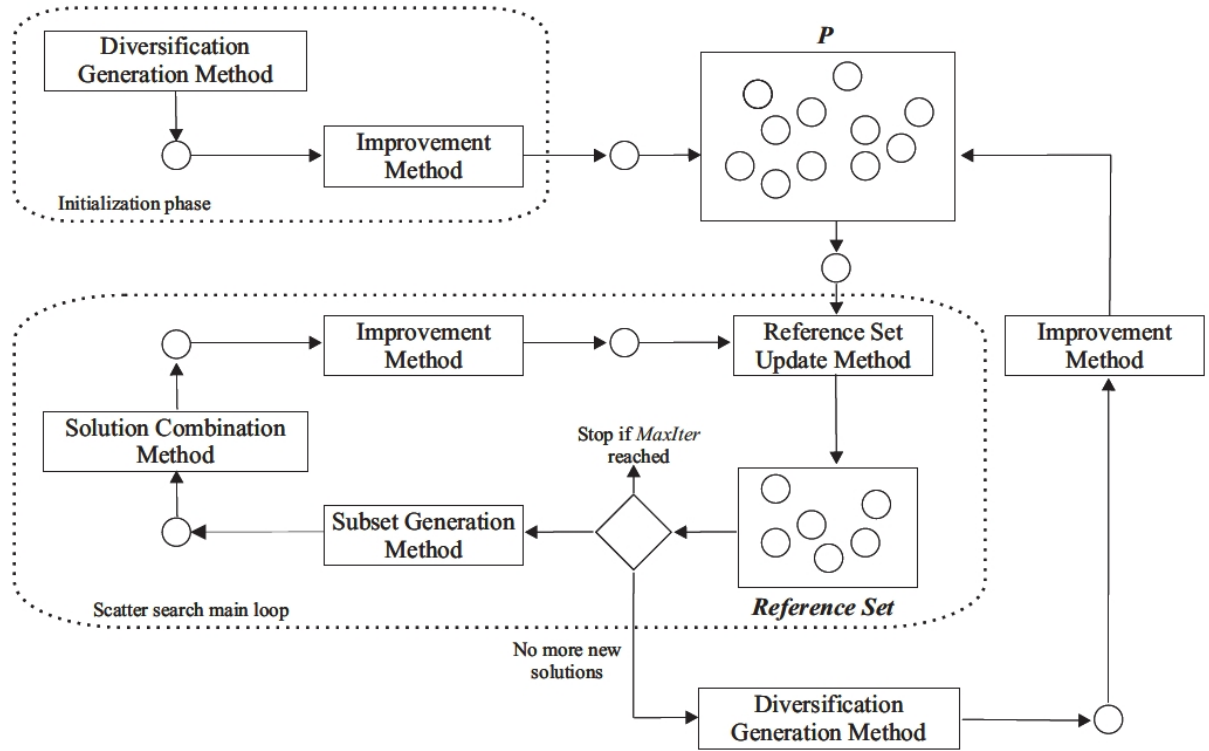 Diversification
Generation Method
Improvement
Method
Initialization phase
P
Improvement
Method
Reference Set
Update Method
Improvement
Method
Solution Combination
Method
Stop if MaxIter
reached
Subset Generation
Method
Reference Set
Scatter search main loop
No more new
solutions
Diversification
Generation Method